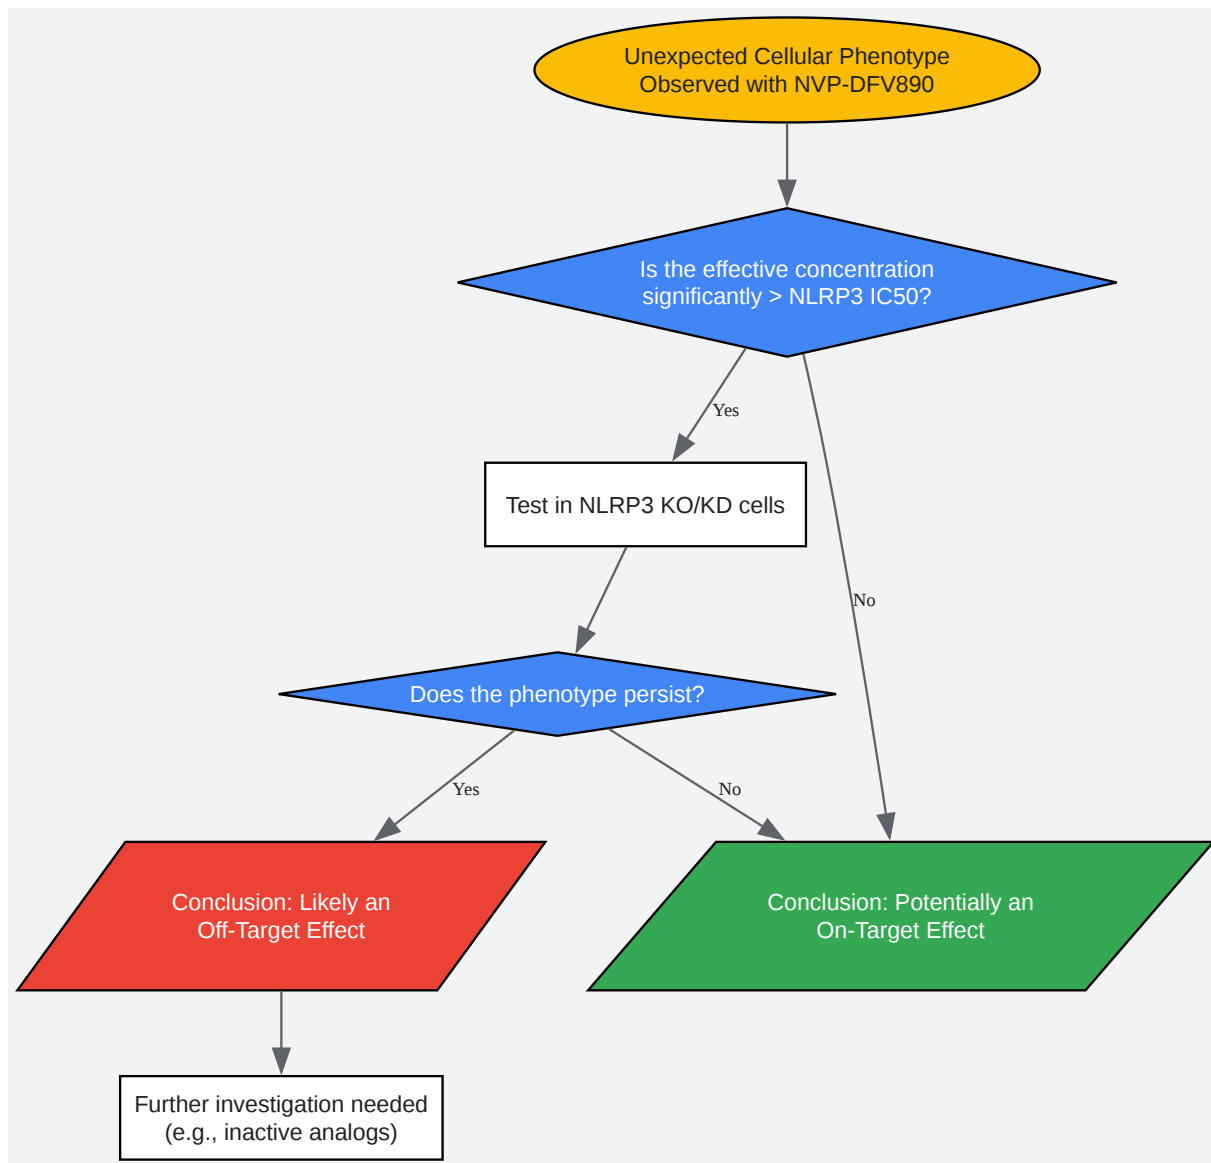 Unexpected Cellular Phenotype
Observed with NVP-DFV890
Is the effective concentration
significantly > NLRP3 IC50?
Yes
Test in NLRP3 KO/KD cells
No
Does the phenotype persist?
Yes
No
Conclusion: Likely an
Off-Target Effect
Conclusion: Potentially an
On-Target Effect
Further investigation needed
(e.g., inactive analogs)